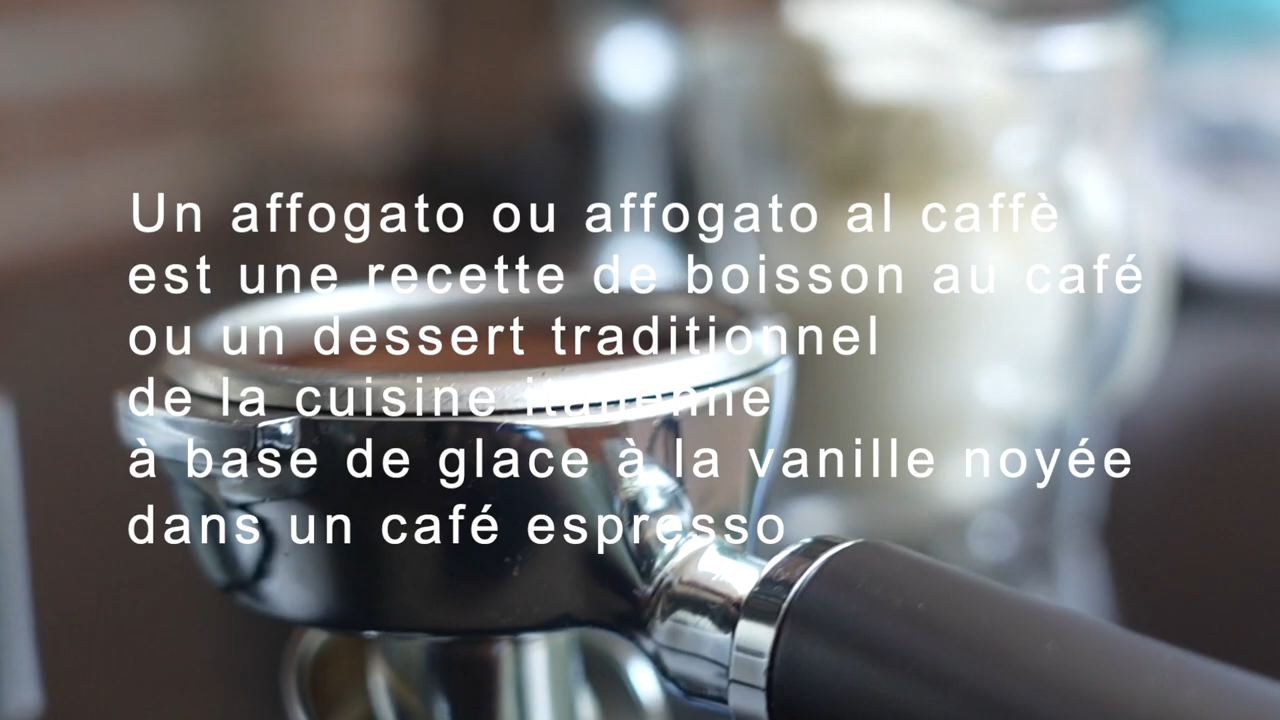 Un affogato ou affogato al caffè
est une recette de boisson au café
ou un dessert traditionnel
de la cuisine italienne
à base de glace à la vanille noyée
dans un café espresso